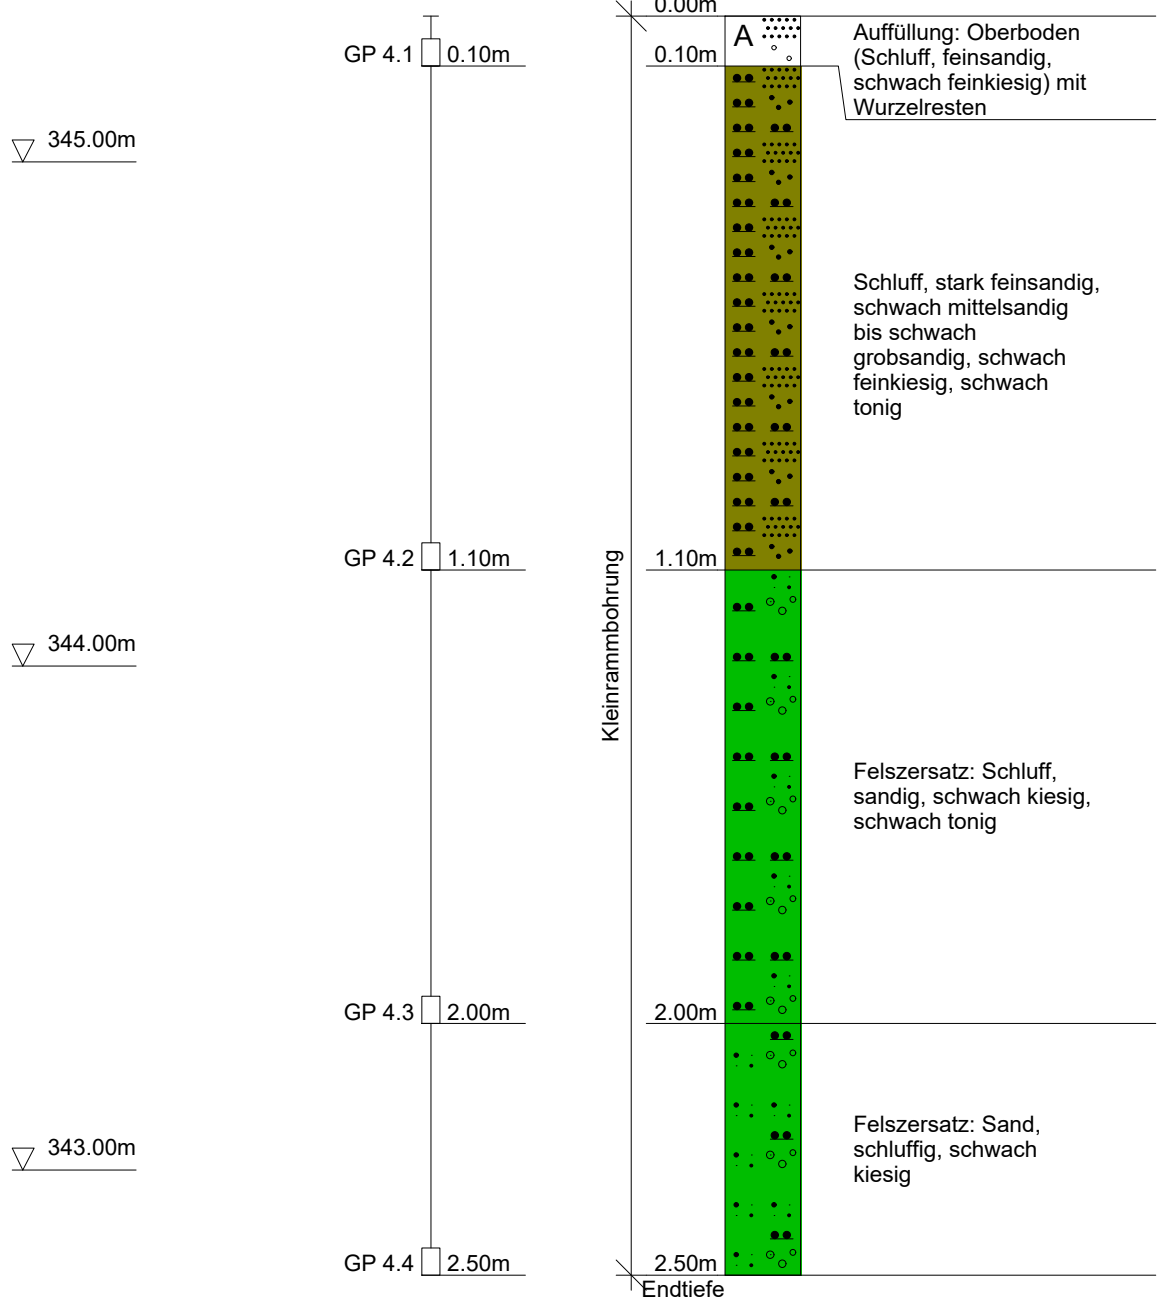 0.00m
A
Auffüllung: Oberboden
(Schluff, feinsandig,
schwach feinkiesig) mit
Wurzelresten
GP 4.1 0.10m
0.10m
345.00m
Schluff, stark feinsandig,
schwach mittelsandig
bis schwach
grobsandig, schwach
feinkiesig, schwach
tonig
GP 4.2 1.10m
1.10m
344.00m
Kleinrammbohrung
Felszersatz: Schluff,
sandig, schwach kiesig,
schwach tonig
GP 4.3 2.00m
2.00m
343.00m
Felszersatz: Sand,
schluffig, schwach
kiesig
GP 4.4 2.50m
2.50m
Endtiefe